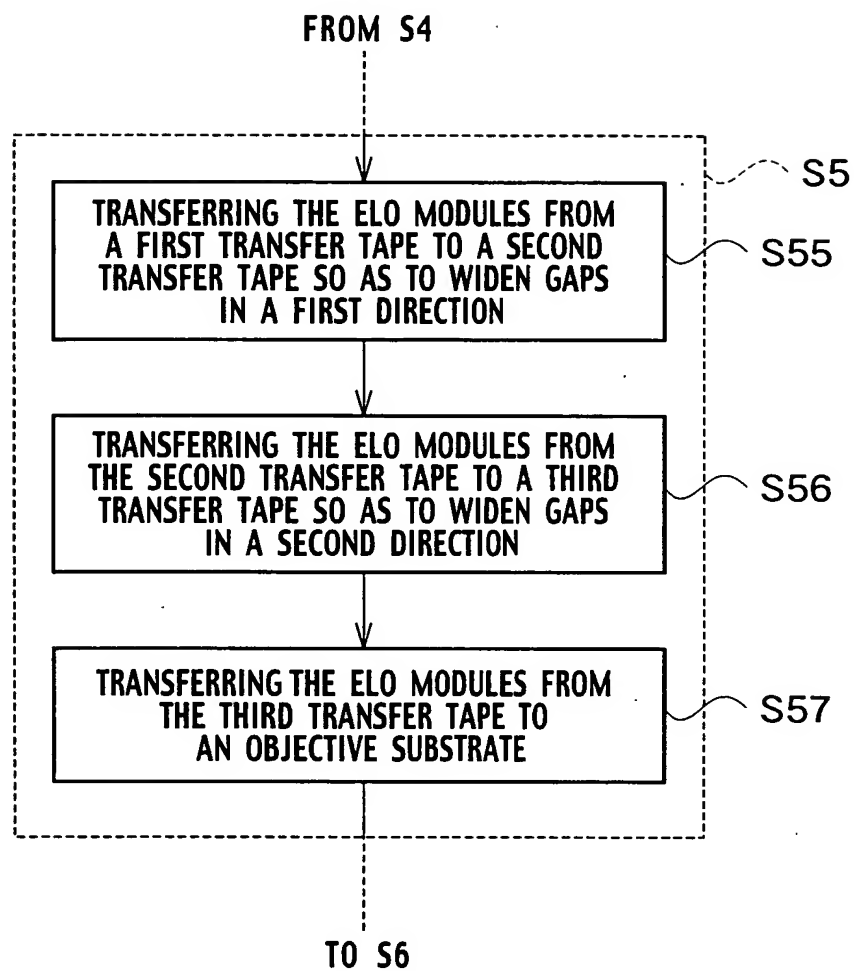 FROM S4
S5
TRANSFERRING THE ELO MODULES FROM
A FIRST TRANSFER TAPE TO A SECOND
TRANSFER TAPE SO AS TO WIDEN GAPS
IN A FIRST DIRECTION
S55
TRANSFERRING THE ELO MODULES FROM
THE SECOND TRANSFER TAPE TO A THIRD
TRANSFER TAPE SO AS TO WIDEN GAPS
IN A SECOND DIRECTION
S56
TRANSFERRING THE ELO MODULES FROM
THE THIRD TRANSFER TAPE TO
AN OBJECTIVE SUBSTRATE
S57
TO S6